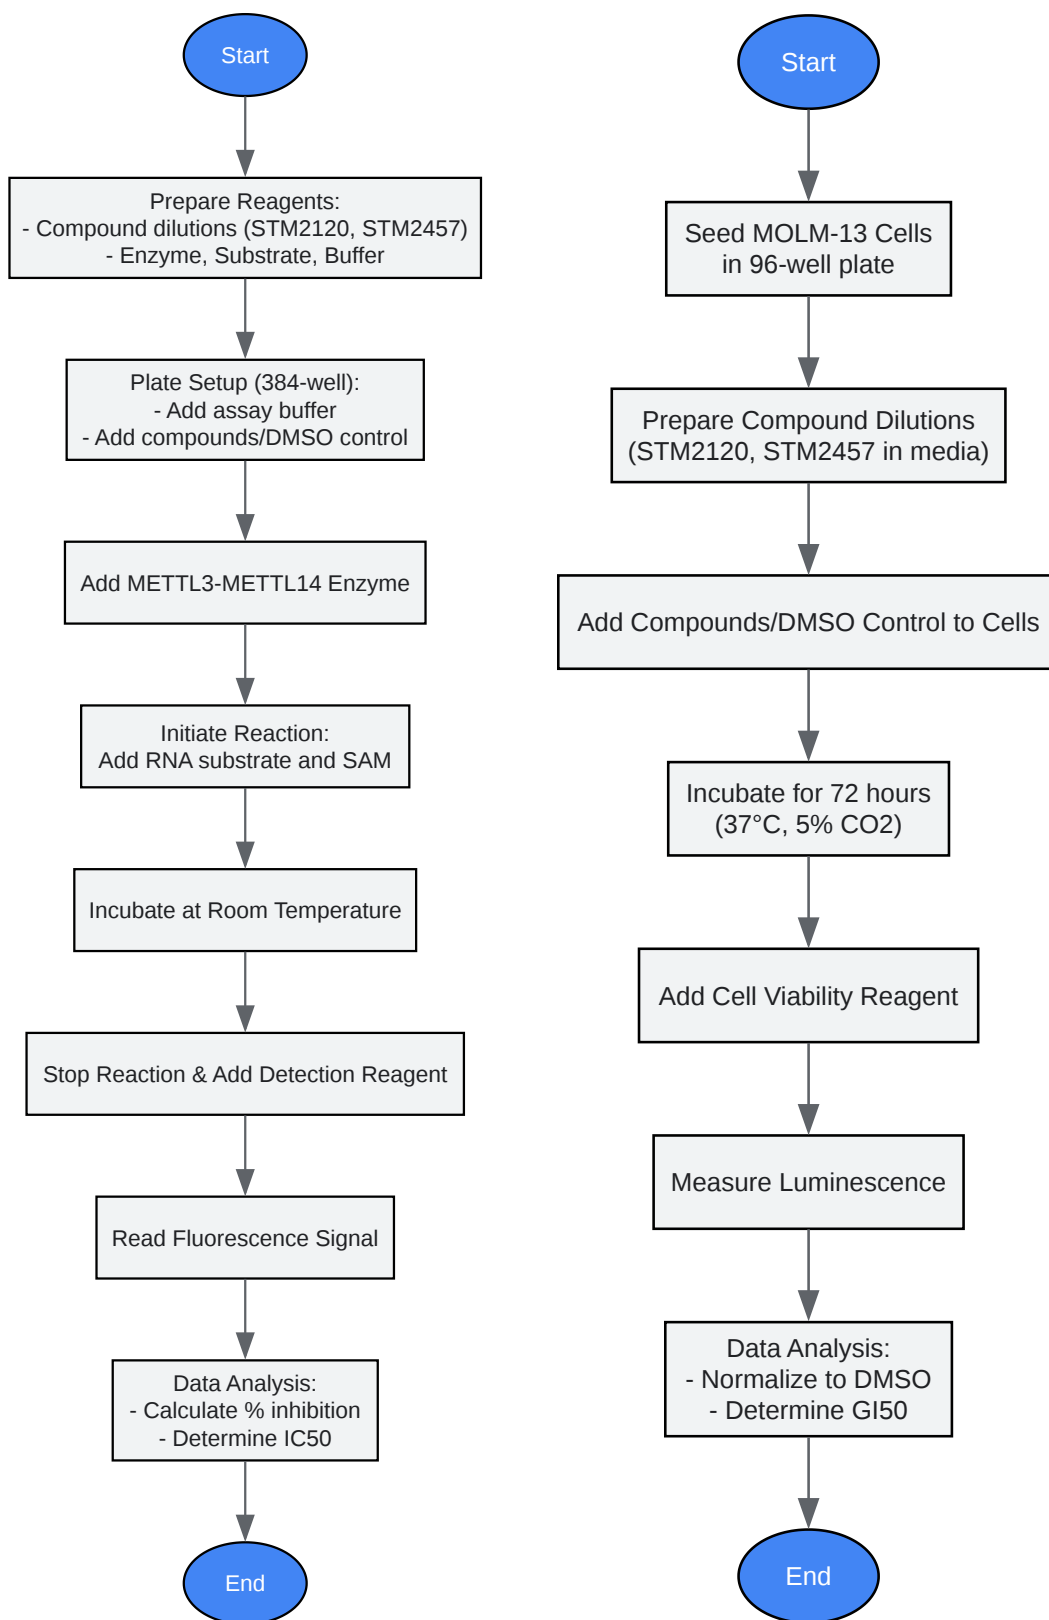 Start
Prepare Reagents:
- Compound dilutions (STM2120, STM2457)
- Enzyme, Substrate, Buffer
Plate Setup (384-well):
- Add assay buffer
- Add compounds/DMSO control
Add METTL3-METTL14 Enzyme
Initiate Reaction:
Add RNA substrate and SAM
Incubate at Room Temperature
Stop Reaction & Add Detection Reagent
Read Fluorescence Signal
Data Analysis:
- Calculate % inhibition
- Determine IC50
End
Start
Seed MOLM-13 Cells
in 96-well plate
Prepare Compound Dilutions
(STM2120, STM2457 in media)
Add Compounds/DMSO Control to Cells
Incubate for 72 hours
(37°C, 5% CO2)
Add Cell Viability Reagent
Measure Luminescence
Data Analysis:
- Normalize to DMSO
- Determine GI50
End